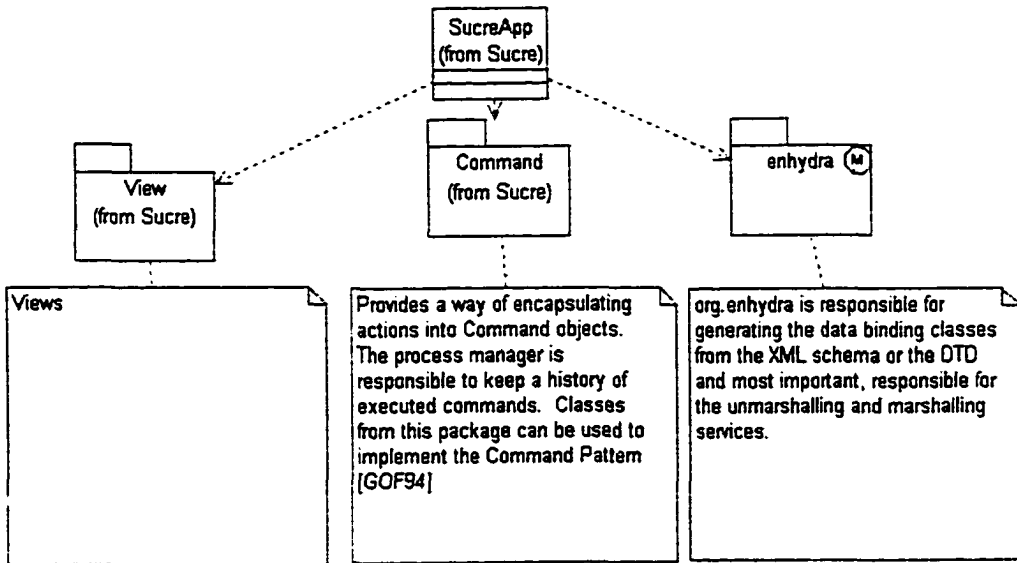 SucreApp
(from Sucre)
View
(from Sucre)
Command
(from Sucre)
enhydra
M
Views
Provides a way of encapsulating
actions into Command objects.
The process manager is
responsible to keep a history of
executed commands. Classes
from this package can be used to
implement the Command Pattern
[GOF94]
org.enhydra is responsible for
generating the data binding classes
from the XML schema or the DTD
and most important, responsible for
the unmarshalling and marshalling
services.